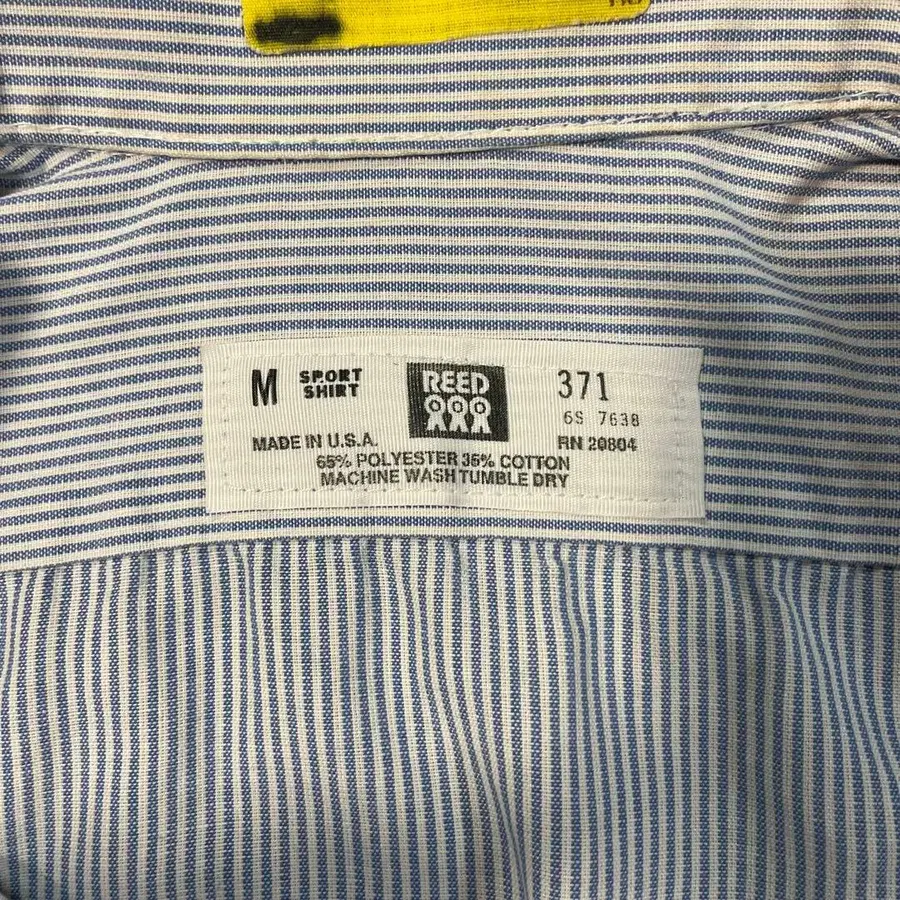 M SPORT SHIRT REED 371
6S 7638
MADE IN U.S.A. RN 20804
65% POLYESTER 35% COTTON
MACHINE WASH TUMBLE DRY